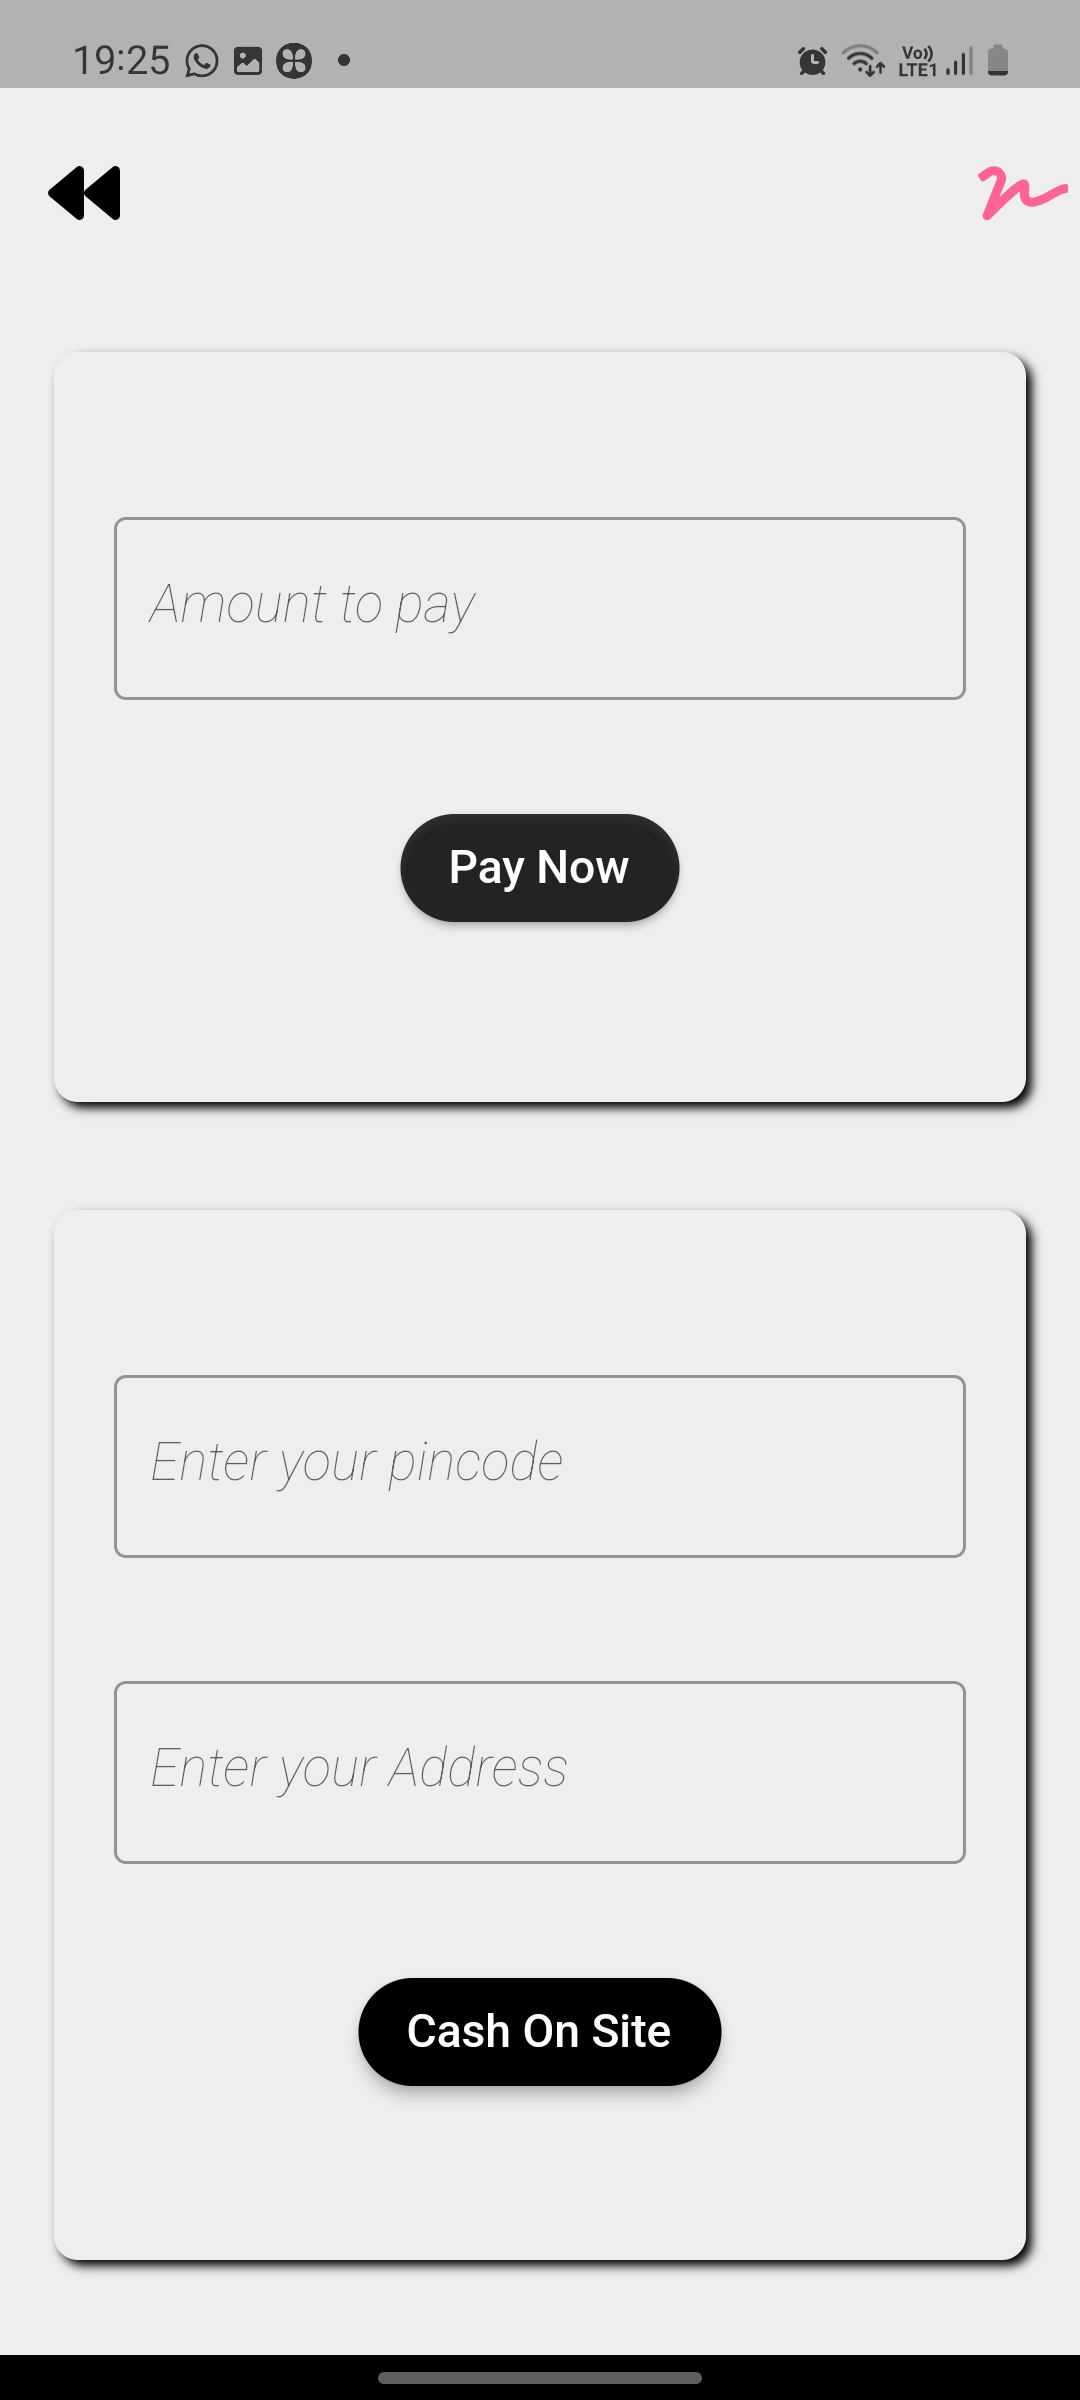 19:25
Vo))
LTE1
Amount to pay
Pay Now
Enter your pincode
Enter your Address
Cash On Site